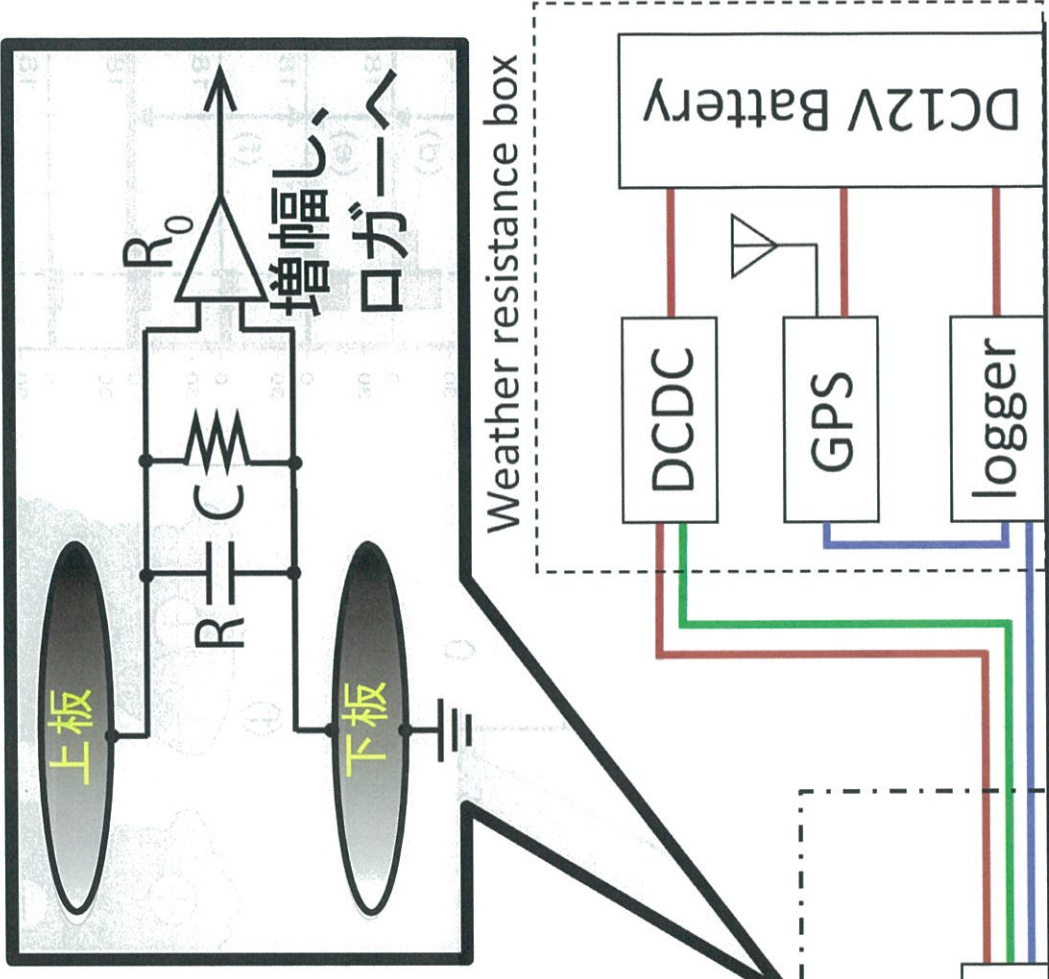 上板
下板
R
C
R0
増幅し、
ロガーへ
Weather resistance box
DC12V Battery
DCDC
GPS
logger